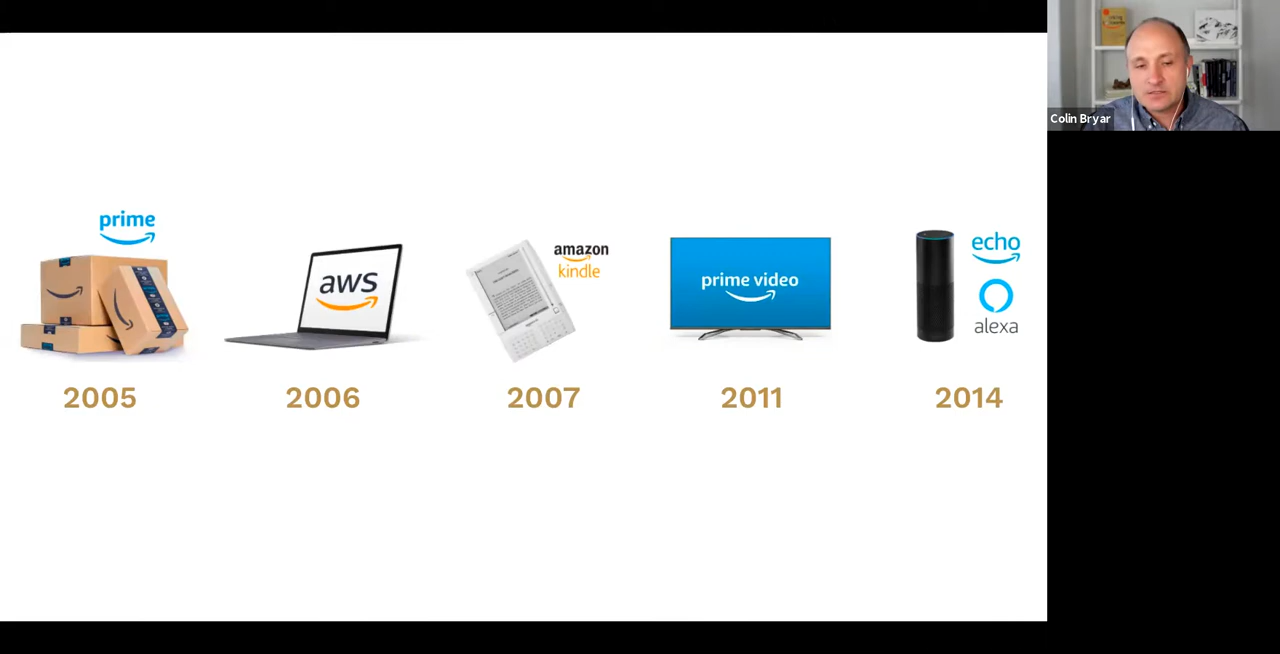 Colin Bryar
prime
aws
amazon
kindle
prime video
echo
alexa
2005
2006
2007
2011
2014